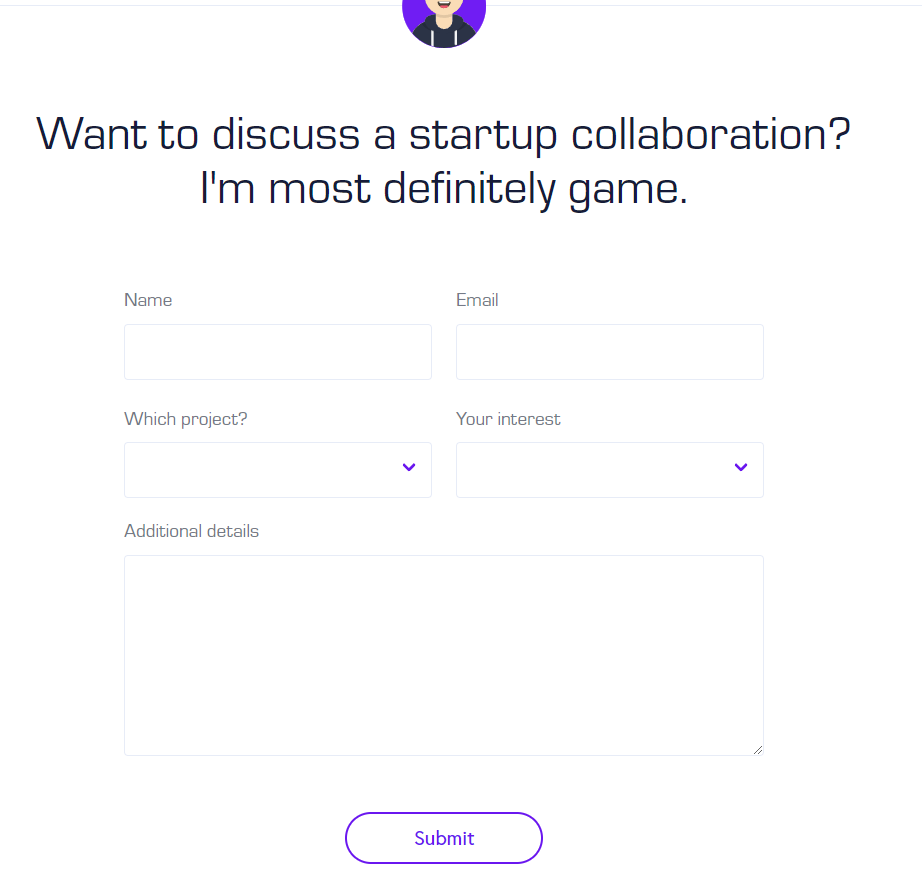 Want to discuss a startup collaboration?
I'm most definitely game.
Name
Email
Which project?
Your interest
Additional details
Submit